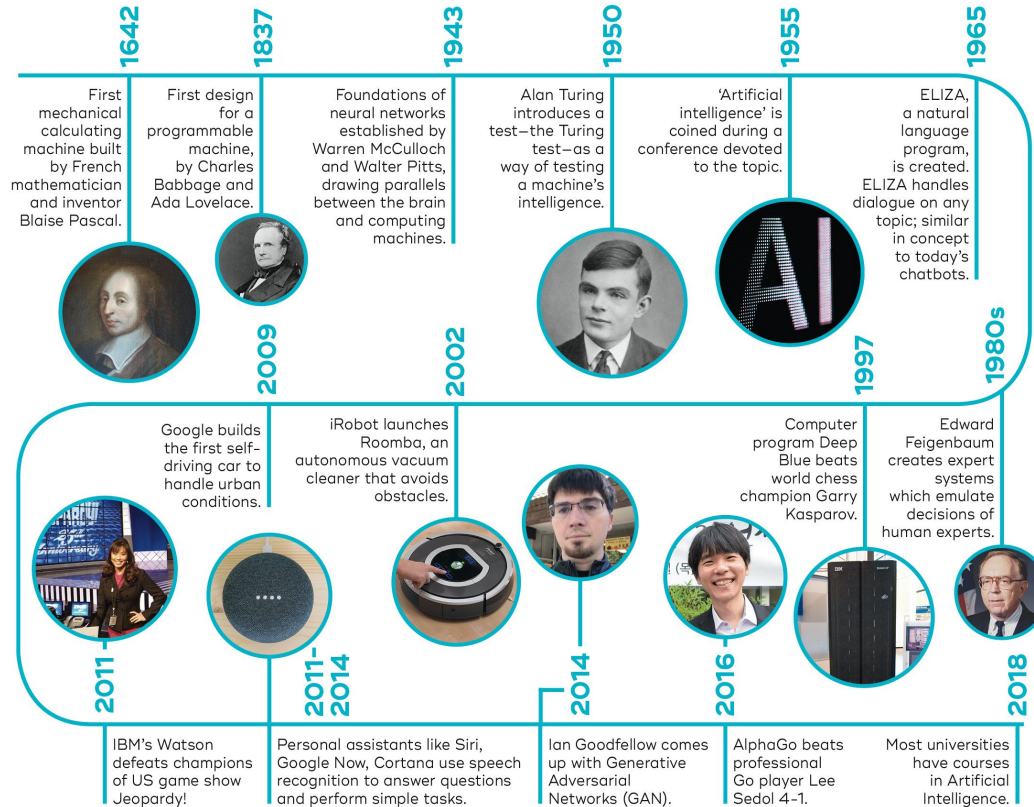 1642
First
mechanical
calculating
machine built
by French
mathematician
and inventor
Blaise Pascal.
1837
First design
for a
programmable
machine,
by Charles
Babbage and
Ada Lovelace.
1943
Foundations of
neural networks
established by
Warren McCulloch
and Walter Pitts,
drawing parallels
between the brain
and computing
machines.
1950
Alan Turing
introduces a
test—the Turing
test—as a
way of testing
a machine's
intelligence.
1955
'Artificial
intelligence' is
coined during a
conference devoted
to the topic.
AI
1965
ELIZA,
a natural
language
program,
is created.
ELIZA handles
dialogue on any
topic; similar
in concept
to today's
chatbots.
1980s
Edward
Feigenbaum
creates expert
systems
which emulate
decisions of
human experts.
1997
Computer
program Deep
Blue beats
world chess
champion Garry
Kasparov.
IBM
2002
iRobot launches
Roomba, an
autonomous vacuum
cleaner that avoids
obstacles.
2009
Google builds
the first self-
driving car to
handle urban
conditions.
2011
IBM's Watson
defeats champions
of US game show
Jeopardy!
2011-
2014
Personal assistants like Siri,
Google Now, Cortana use speech
recognition to answer questions
and perform simple tasks.
2014
Ian Goodfellow comes
up with Generative
Adversarial
Networks (GAN).
2016
AlphaGo beats
professional
Go player Lee
Sedol 4-1.
2018
Most universities
have courses
in Artificial
Intelligence.